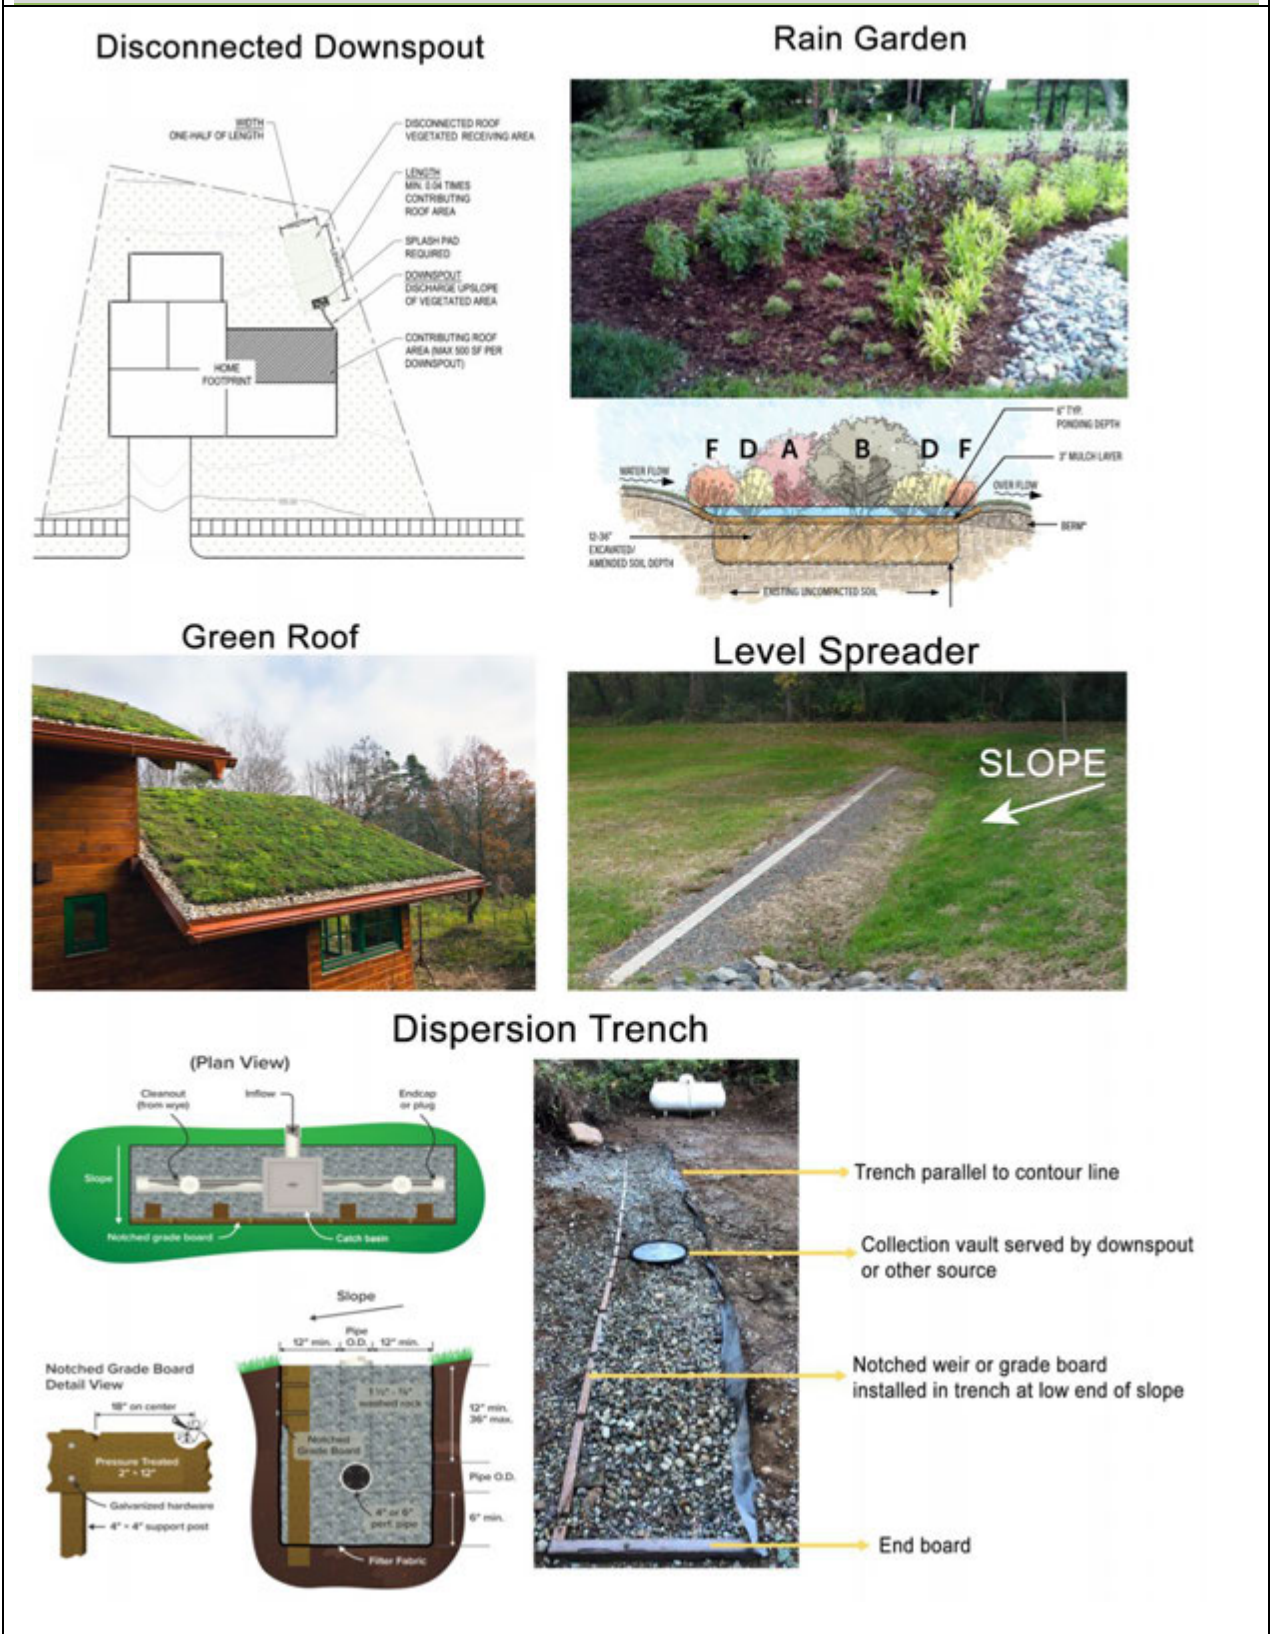 Disconnected Downspout
WIDTH
ONE-HALF OF LENGTH
DISCONNECTED ROOF
VEGETATED RECEIVING AREA
LENGTH
MIN. 0.04 TIMES
CONTRIBUTING
ROOF AREA
SPLASH PAD
REQUIRED
DOWNSPOUT
DISCHARGE UPSLOPE
OF VEGETATED AREA
CONTRIBUTING ROOF
AREA (MAX 500 SF PER
DOWNSPOUT)
HOME
FOOTPRINT
LENGTH
Rain Garden
F D A B D F
6" TYP.
PONDING DEPTH
3" MULCH LAYER
WATER FLOW
OVER FLOW
BERM"
12-36"
EXCAVATED/
AMENDED SOIL DEPTH
EXISTING UNCOMPACTED SOIL
Green Roof
Level Spreader
SLOPE
Dispersion Trench
(Plan View)
Cleanout
(from wye)
Inflow
Endcap
or plug
Slope
Notched grade board
Catch basin
Slope
12" min.
Pipe
O.D.
12" min.
Notched Grade Board
Detail View
18" on center
Pressure Treated
2" × 12"
Galvanized hardware
4" × 4" support post
1 ½" - ¾"
washed rock
Notched
Grade Board
4" or 6"
perf. pipe
Filter Fabric
12" min.
36" max.
Pipe O.D.
6" min.
Trench parallel to contour line
Collection vault served by downspout
or other source
Notched weir or grade board
installed in trench at low end of slope
End board